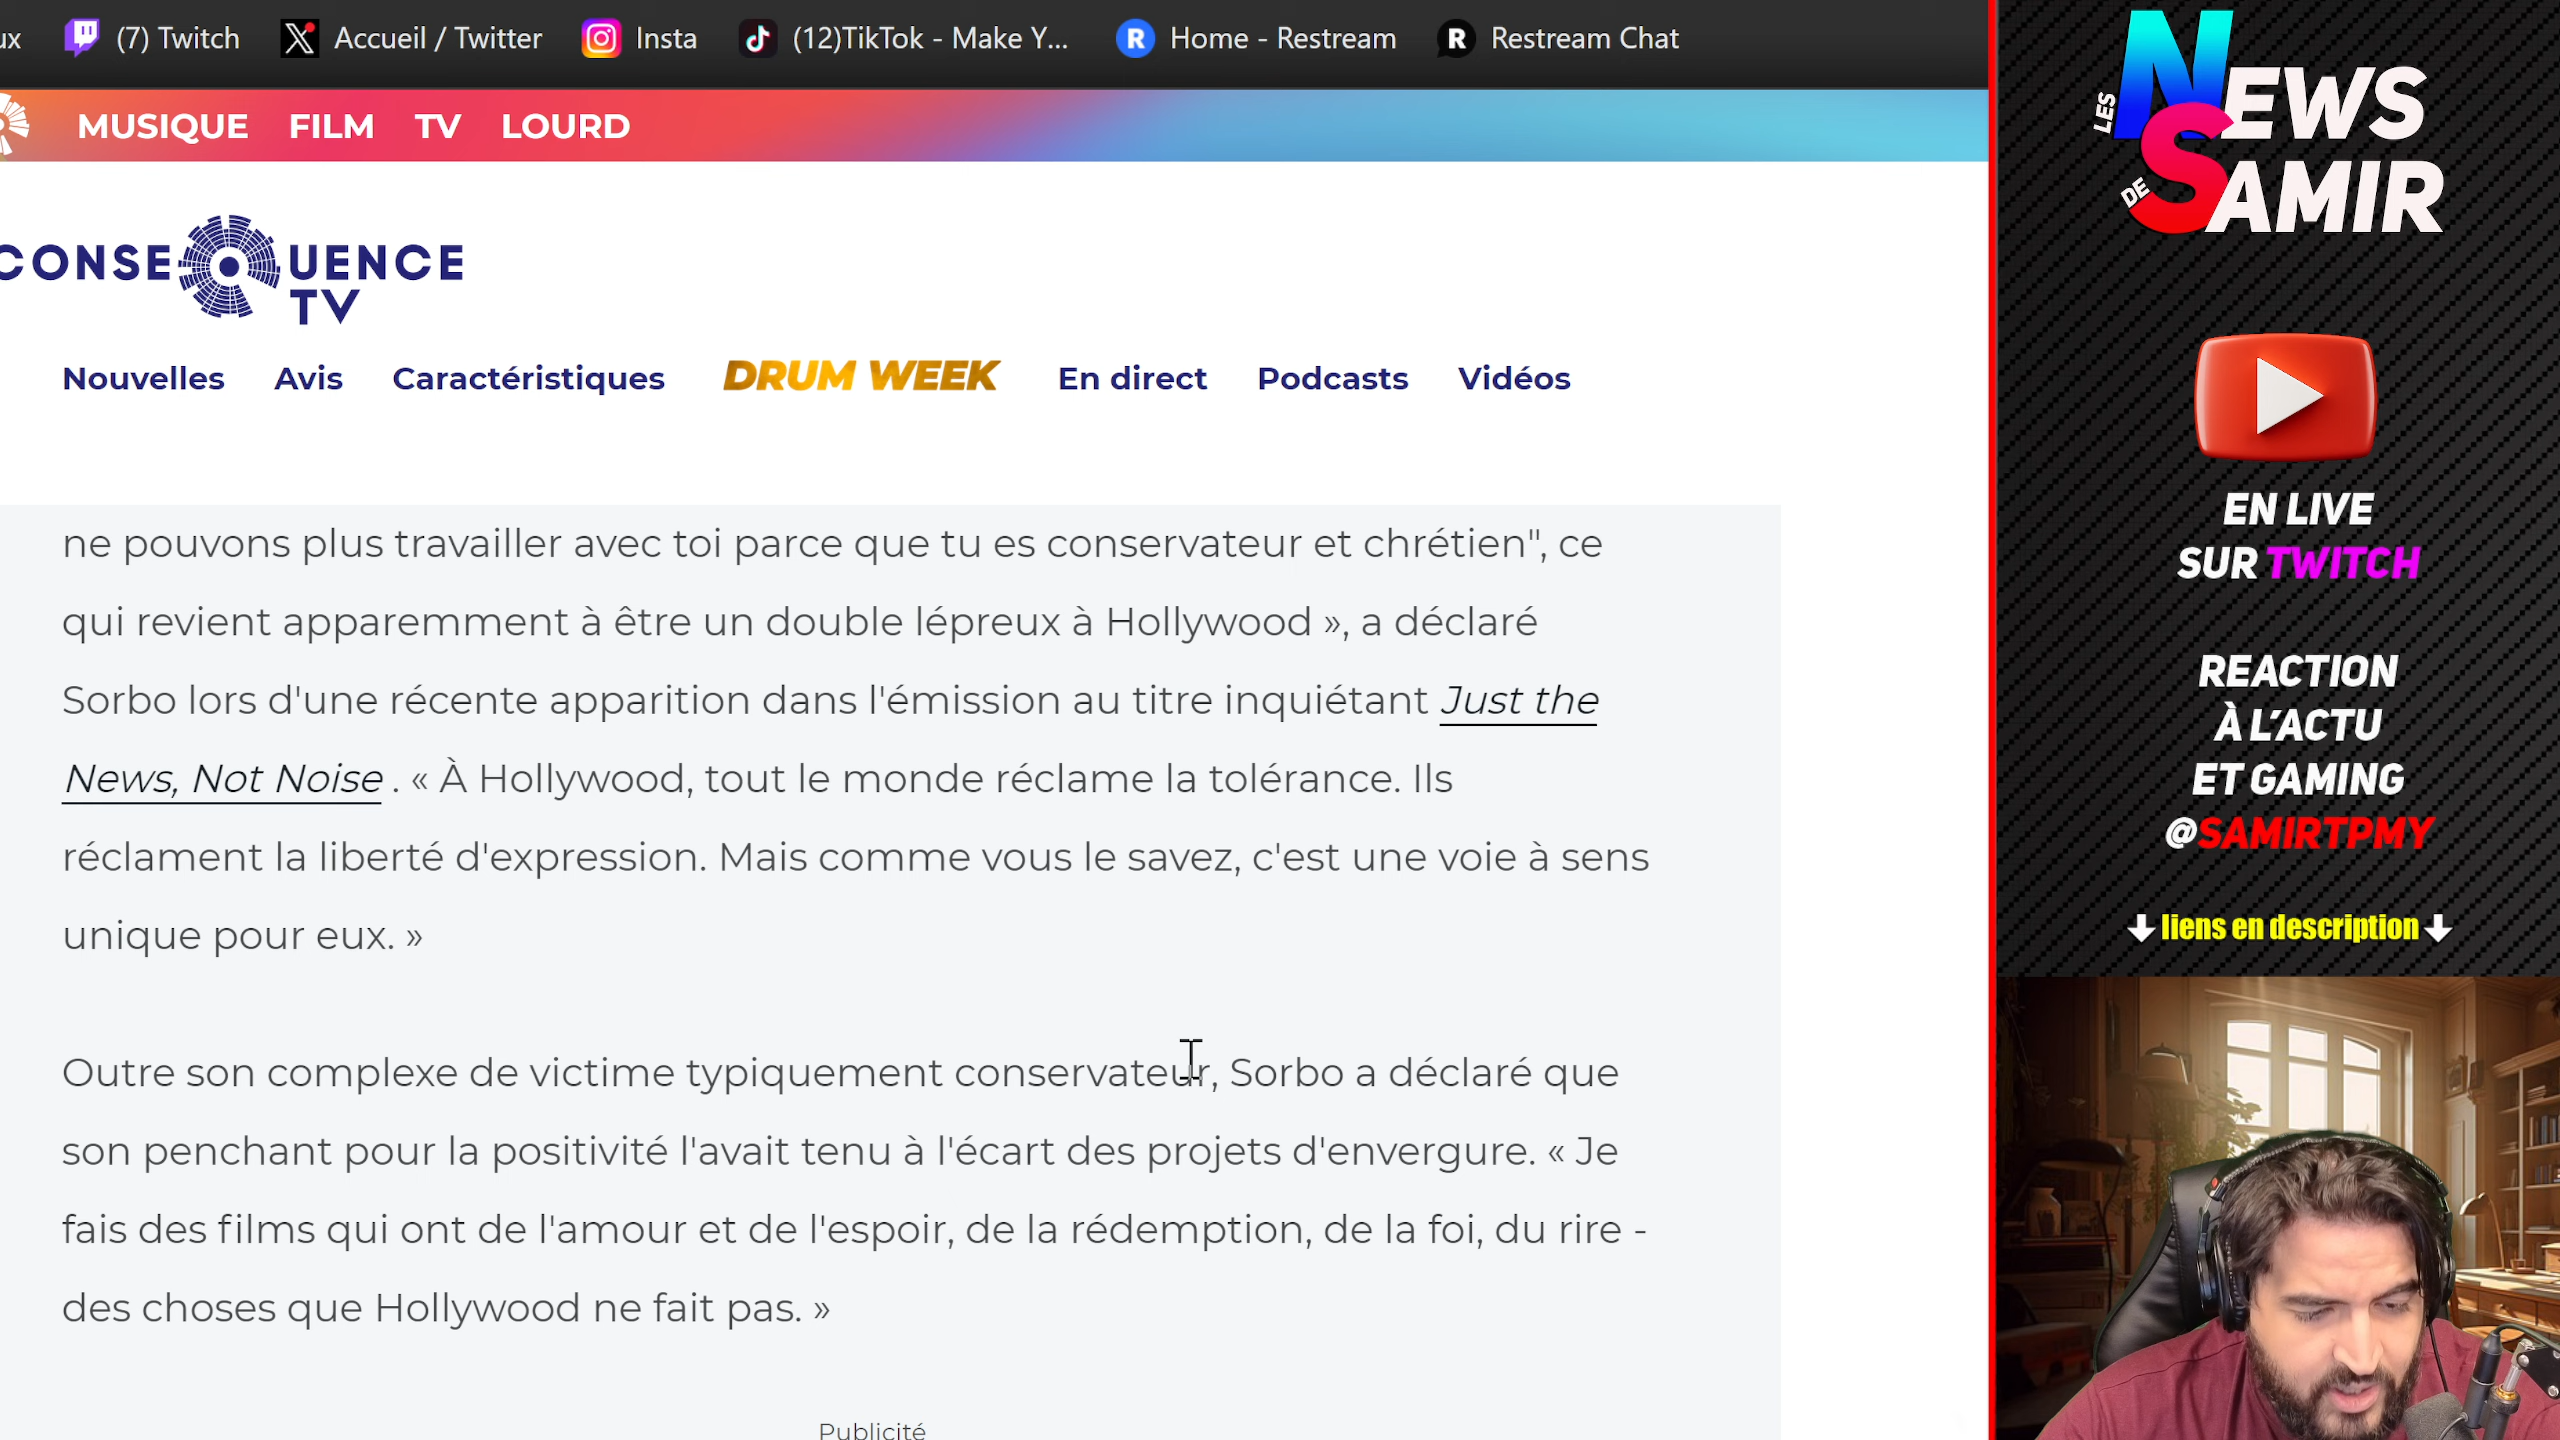 ux
(7) Twitch
Accueil / Twitter
Insta
(12)TikTok - Make Y...
Home - Restream
Restream Chat
MUSIQUE
FILM
TV
LOURD
CONSEQUENCE
TV
Nouvelles
Avis
Caractéristiques
DRUM WEEK
En direct
Podcasts
Vidéos
ne pouvons plus travailler avec toi parce que tu es conservateur et chrétien", ce
qui revient apparemment à être un double lépreux à Hollywood », a déclaré
Sorbo lors d'une récente apparition dans l'émission au titre inquiétant Just the
News, Not Noise . « À Hollywood, tout le monde réclame la tolérance. Ils
réclament la liberté d'expression. Mais comme vous le savez, c'est une voie à sens
unique pour eux. »
Outre son complexe de victime typiquement conservateur, Sorbo a déclaré que
son penchant pour la positivité l'avait tenu à l'écart des projets d'envergure. « Je
fais des films qui ont de l'amour et de l'espoir, de la rédemption, de la foi, du rire -
des choses que Hollywood ne fait pas. »
Publicité
LES NEWS
DE SAMIR
EN LIVE
SUR TWITCH
REACTION
À L'ACTU
ET GAMING
@SAMIRTPMY
liens en description